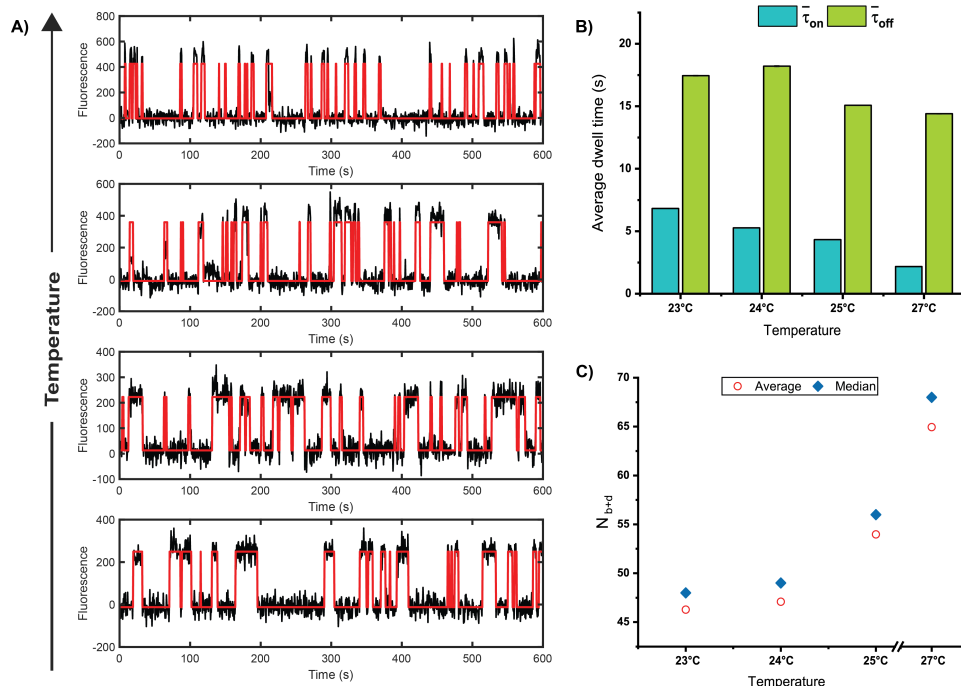 A)
Temperature
Fluorescence
600
400
200
0
-200
0 100 200 300 400 500 600
Time (s)
Fluorescence
600
400
200
0
-200
0 100 200 300 400 500 600
Time (s)
Fluorescence
400
300
200
100
0
-100
0 100 200 300 400 500 600
Time (s)
Fluorescence
400
200
0
-200
0 100 200 300 400 500 600
Time (s)
B)
τ̄on τ̄off
Average dwell time (s)
20
15
10
5
0
23°C 24°C 25°C 27°C
Temperature
C)
Average Median
N b+d
70
65
60
55
50
45
23°C 24°C 25°C 27°C
Temperature